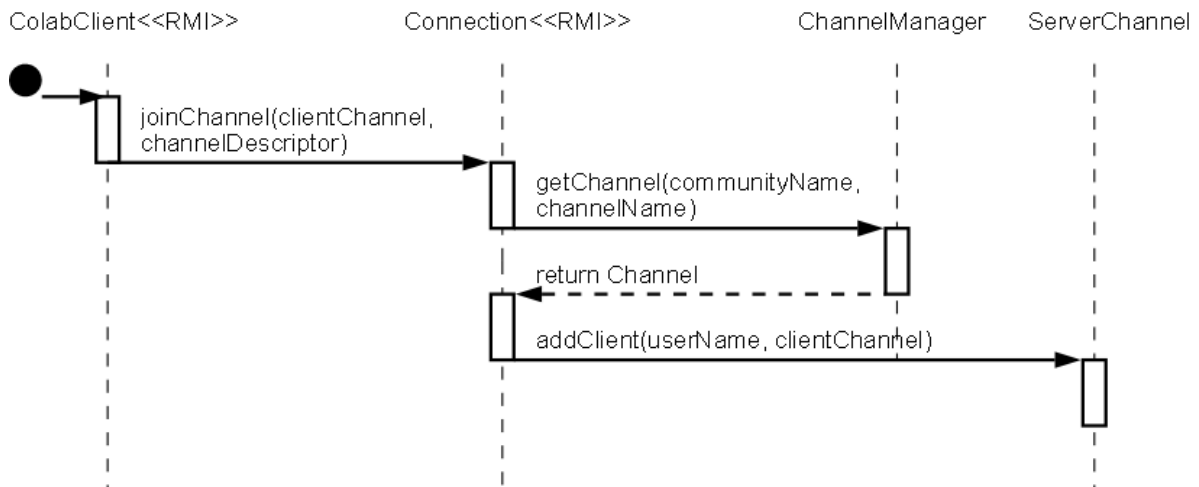 ColabClient<<RMI>> Connection<<RMI>> ChannelManager ServerChannel
joinChannel(clientChannel,
channelDescriptor)
getChannel(communityName,
channelName)
return Channel
addClient(userName, clientChannel)